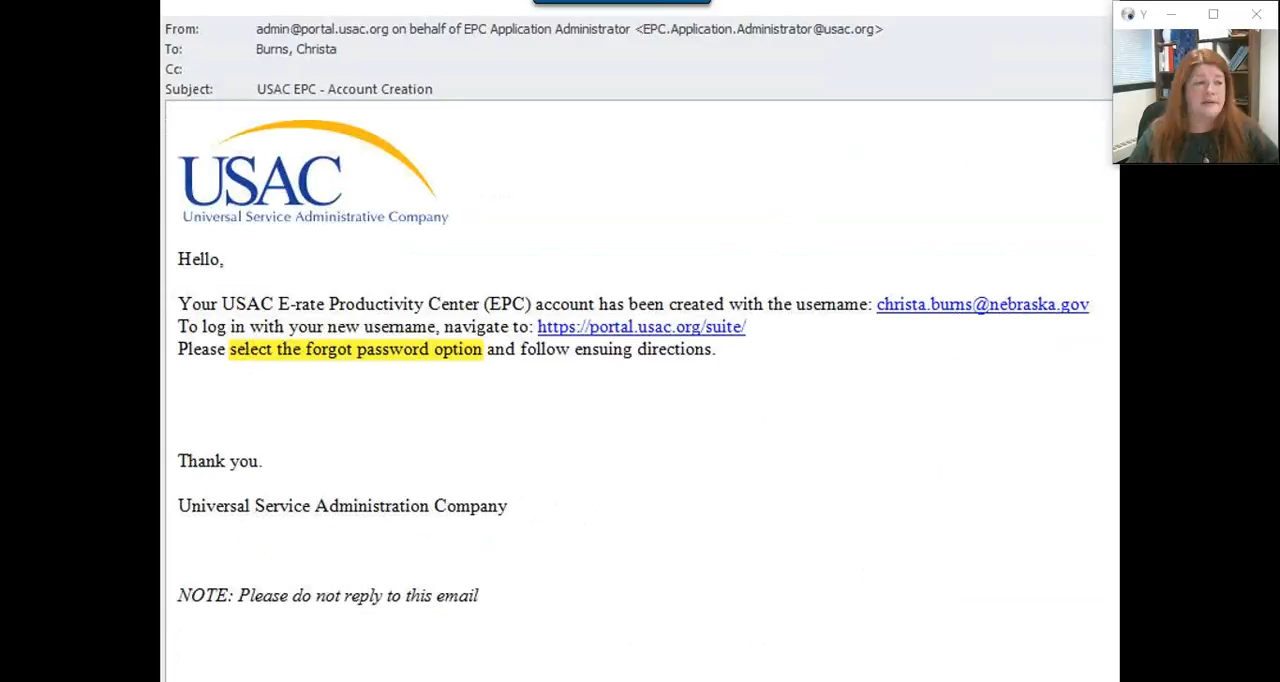 From: admin@portal.usac.org on behalf of EPC Application Administrator <EPC.Application.Administrator@usac.org>
To: Burns, Christa
Cc:
Subject: USAC EPC - Account Creation
Y
USAC
Universal Service Administrative Company
Hello,
Your USAC E-rate Productivity Center (EPC) account has been created with the username: christa.burns@nebraska.gov
To log in with your new username, navigate to: https://portal.usac.org/suite/
Please select the forgot password option and follow ensuing directions.
Thank you.
Universal Service Administration Company
NOTE: Please do not reply to this email